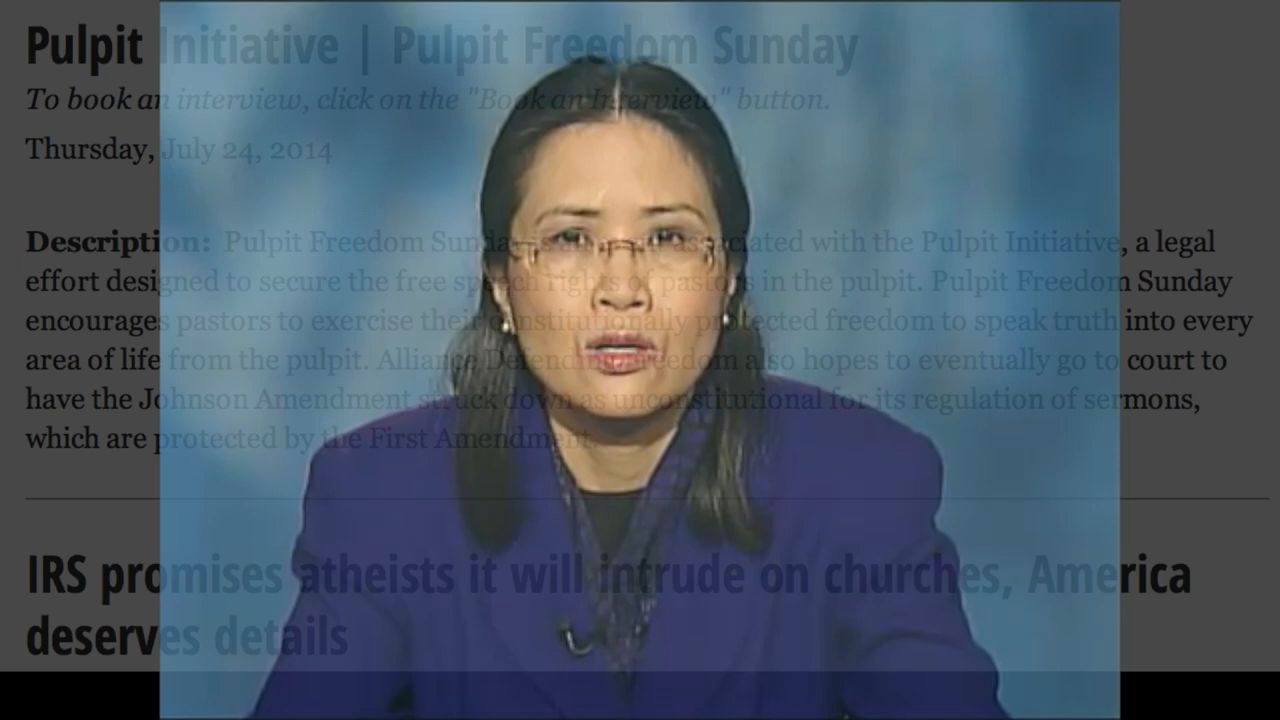 Pulpit Initiative | Pulpit Freedom Sunday
To book an interview, click on the "Book an Interview" button.
Thursday, July 24, 2014
Description: Pulpit Freedom Sunday is associated with the Pulpit Initiative, a legal
effort designed to secure the free speech rights of pastors in the pulpit. Pulpit Freedom Sunday
encourages pastors to exercise their constitutionally protected freedom to speak truth into every
area of life from the pulpit. Alliance Defending Freedom also hopes to eventually go to court to
have the Johnson Amendment struck down as unconstitutional for its regulation of sermons,
which are protected by the First Amendment.
IRS promises atheists it will intrude on churches, America
deserves details